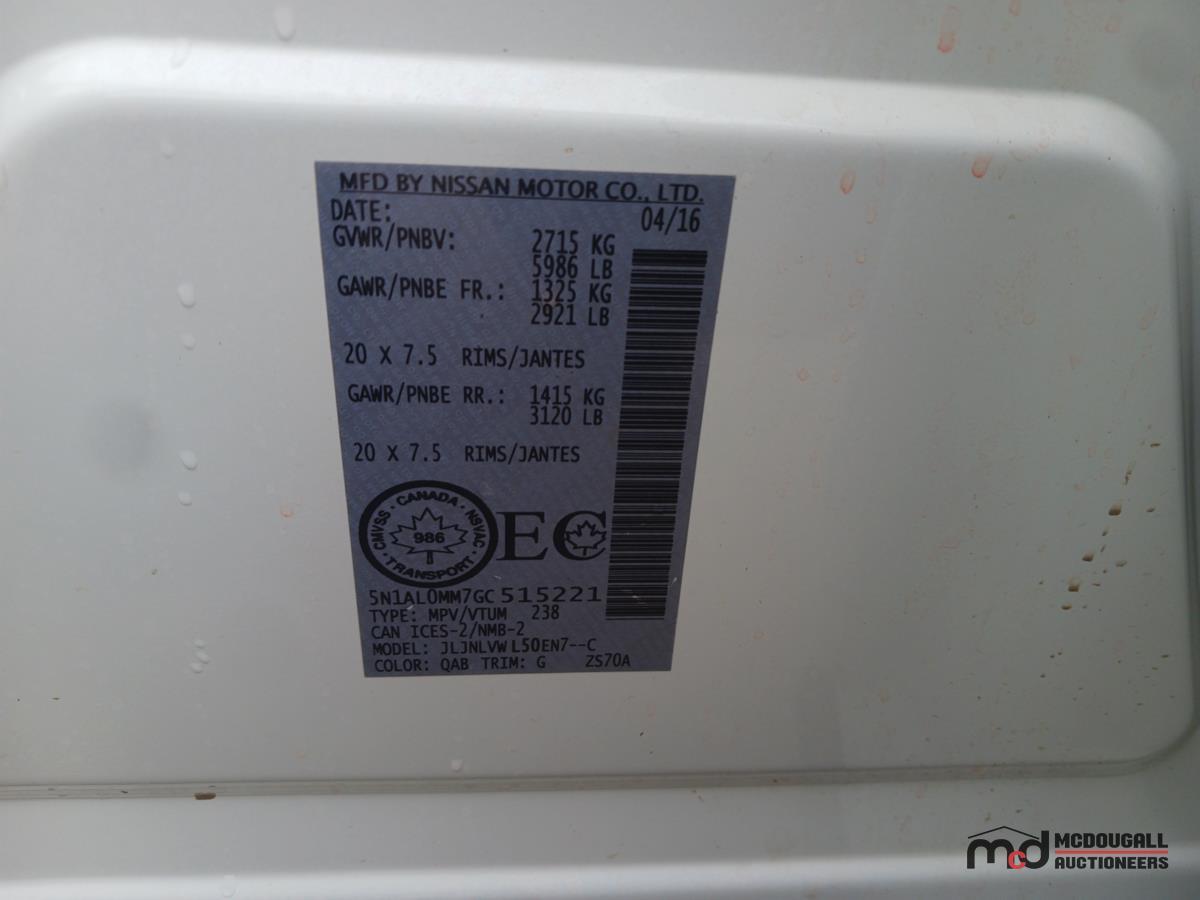 MFD BY NISSAN MOTOR CO., LTD.
DATE: 04/16
GVWR/PNBV: 2715 KG
5986 LB
GAWR/PNBE FR.: 1325 KG
2921 LB
20 X 7.5 RIMS/JANTES
GAWR/PNBE RR.: 1415 KG
3120 LB
20 X 7.5 RIMS/JANTES
CMVSS · CANADA · NSVAC · TRANSPORT ·
986
EC
5N1AL0MM7GC515221
TYPE: MPV/VTUM 238
CAN ICES-2/NMB-2
MODEL: JLJNLVWL50EN7--C
COLOR: QAB TRIM: G ZS70A
mcd MCDOUGALL
AUCTIONEERS